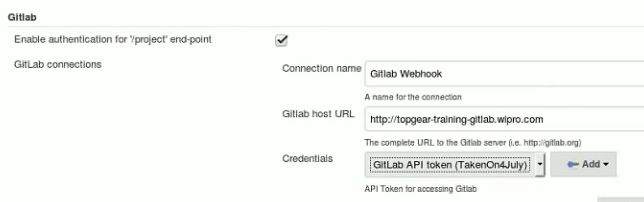 Gitlab
Enable authentication for '/project' end-point
GitLab connections
Connection name
Gitlab Webhook
A name for the connection
Gitlab host URL
http://topgear-training-gitlab.wipro.com
The complete URL to the Gitlab server (i.e. http://gitlab.org)
Credentials
GitLab API token (TakenOn4July)
Add
API Token for accessing Gitlab